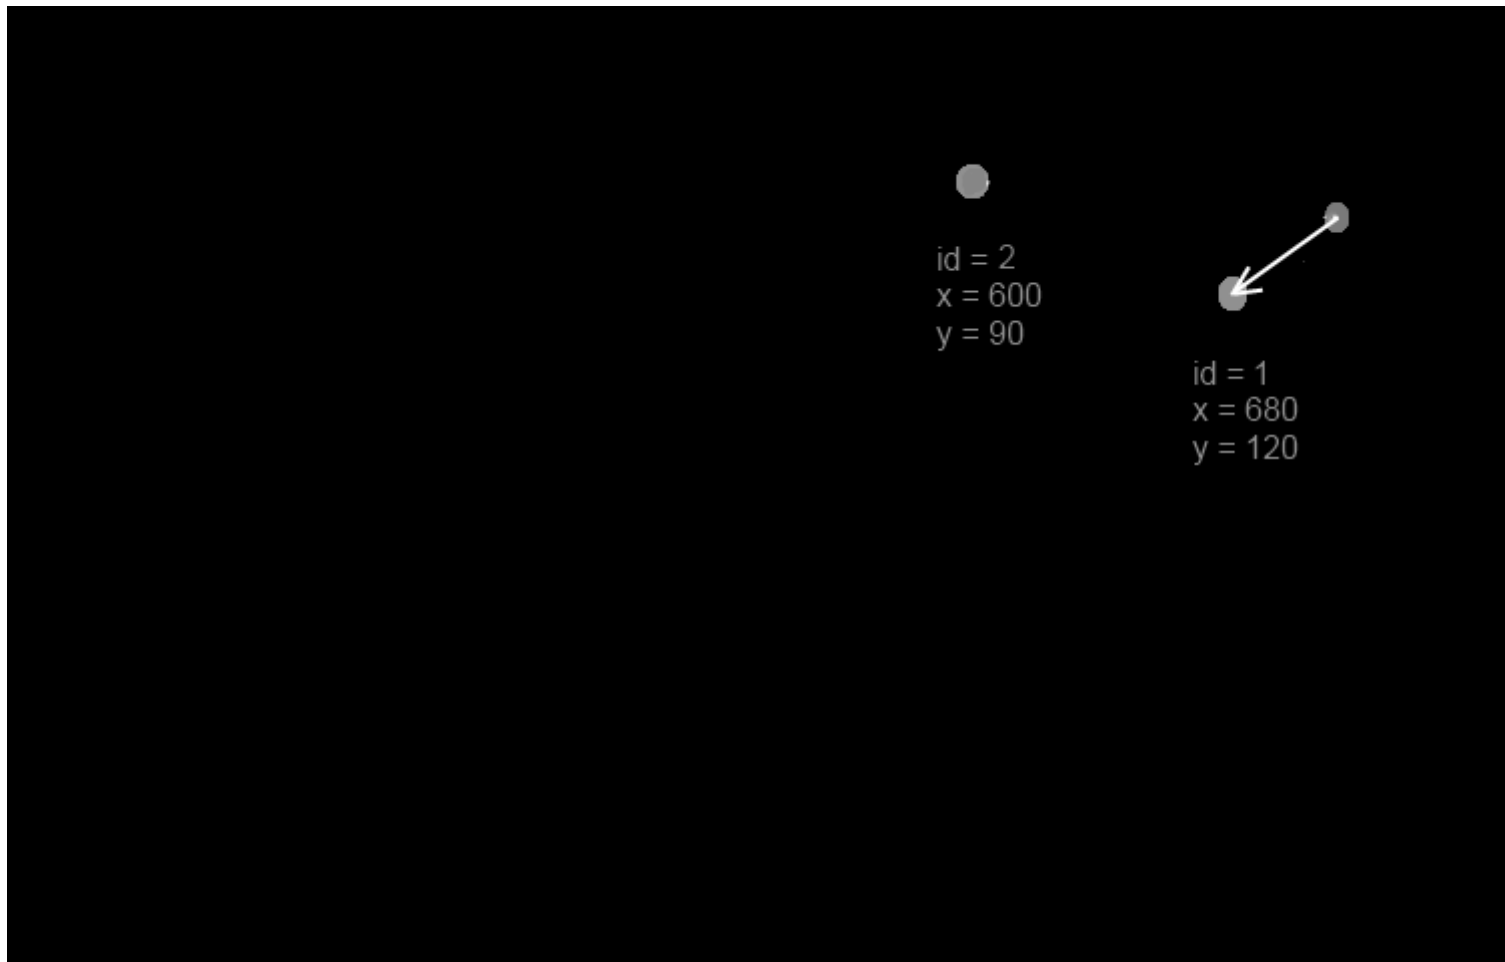 id = 2
x = 600
y = 90
id = 1
x = 680
y = 120